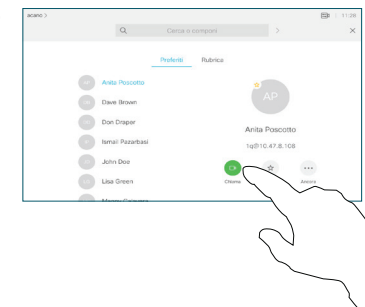 acano >
11:26
Cerca o componi
Preferiti Rubrica
AP Anita Poscotto
Dave Brown
Don Draper
Ismail Pazarbasi
John Doe
Lisa Green
AP
Anita Poscotto
1q@10.47.8.108
Chiama
Ancora